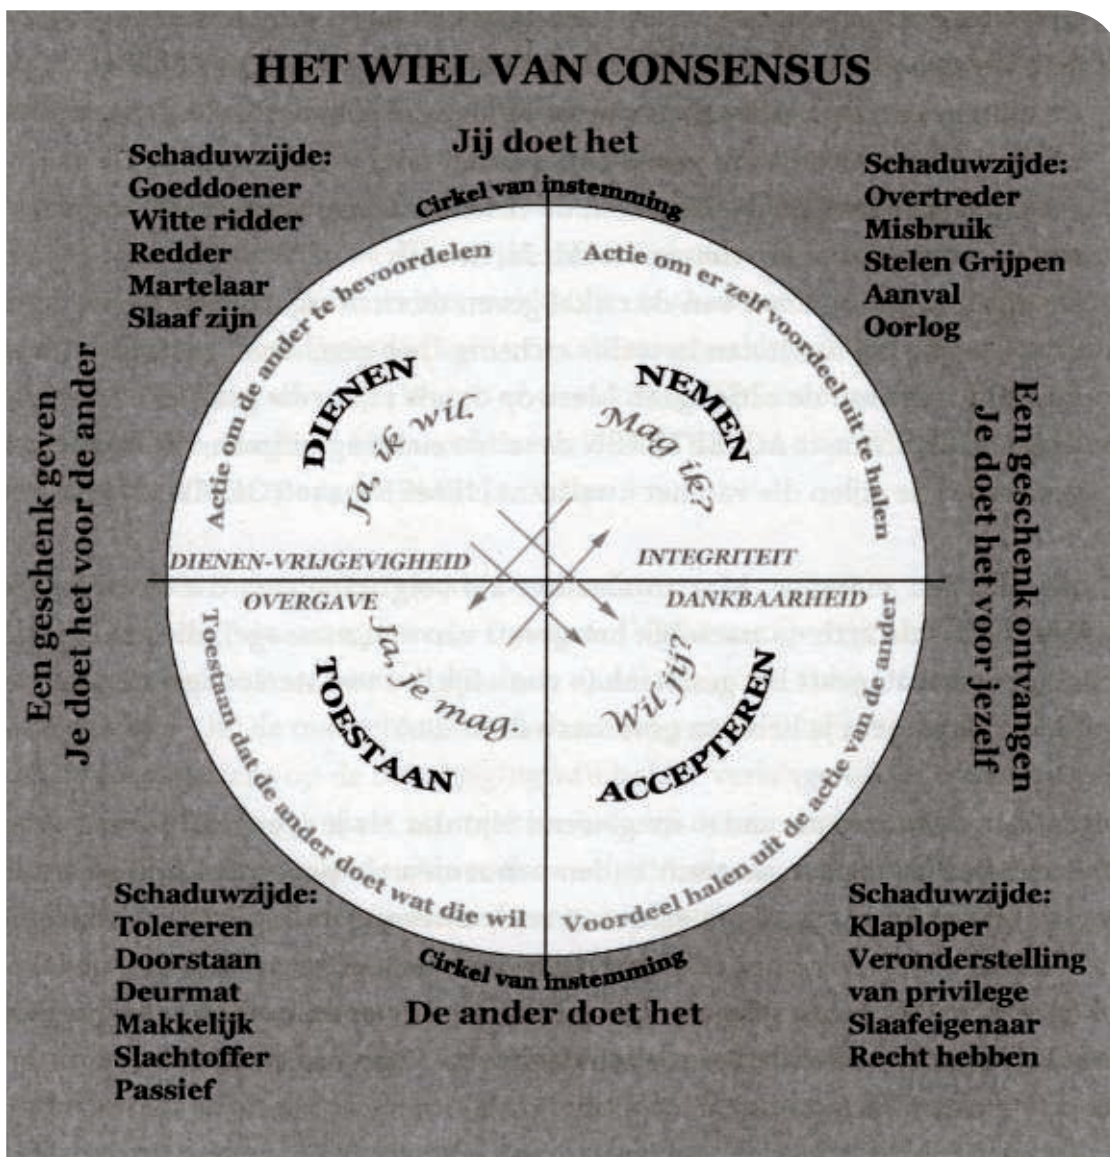 HET WIEL VAN CONSENSUS
Jij doet het
Cirkel van instemming
Schaduwzijde:
Goeddoener
Witte ridder
Redder
Martelaar
Slaaf zijn
Schaduwzijde:
Overtreder
Misbruik
Stelen Grijpen
Aanval
Oorlog
Een geschenk geven
Je doet het voor de ander
Actie om de ander te bevoordelen
DIENEN
Ja, ik wil.
DIENEN-VRIJGEVIGHEID
Actie om er zelf voordeel uit te halen
NEMEN
Mag ik?
INTEGRITEIT
Een geschenk ontvangen
Je doet het voor jezelf
OVERGAVE
Ja, je mag.
TOESTAAN
Toestaan dat de ander doet wat die wil
DANKBAARHEID
Wil jij?
ACCEPTEREN
Voordeel halen uit de actie van de ander
Schaduwzijde:
Tolereren
Doorstaan
Deurmat
Makkelijk
Slachtoffer
Passief
Cirkel van instemming
De ander doet het
Schaduwzijde:
Klaploper
Veronderstelling
van privilege
Slaafeigenaar
Recht hebben